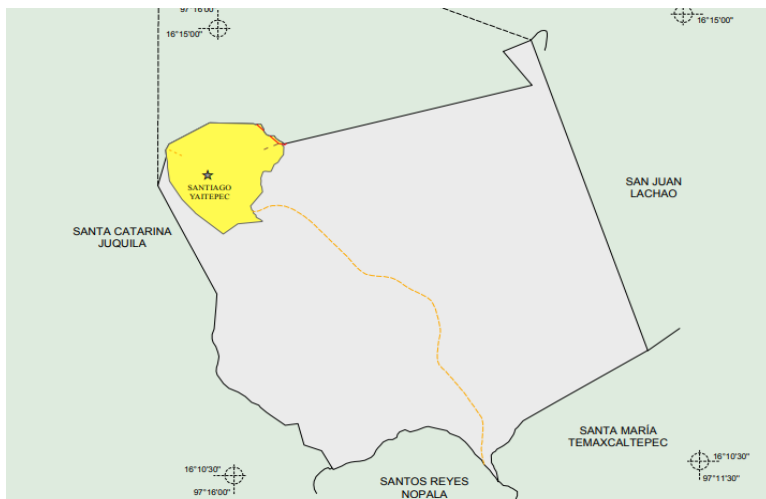 97°16'00"
16°15'00"
16°15'00"
SANTIAGO
YAITEPEC
SAN JUAN
LACHAO
SANTA CATARINA
JUQUILA
SANTA MARÍA
TEMAXCALTEPEC
16°10'30"
97°16'00"
SANTOS REYES
NOPALA
16°10'30"
97°11'30"